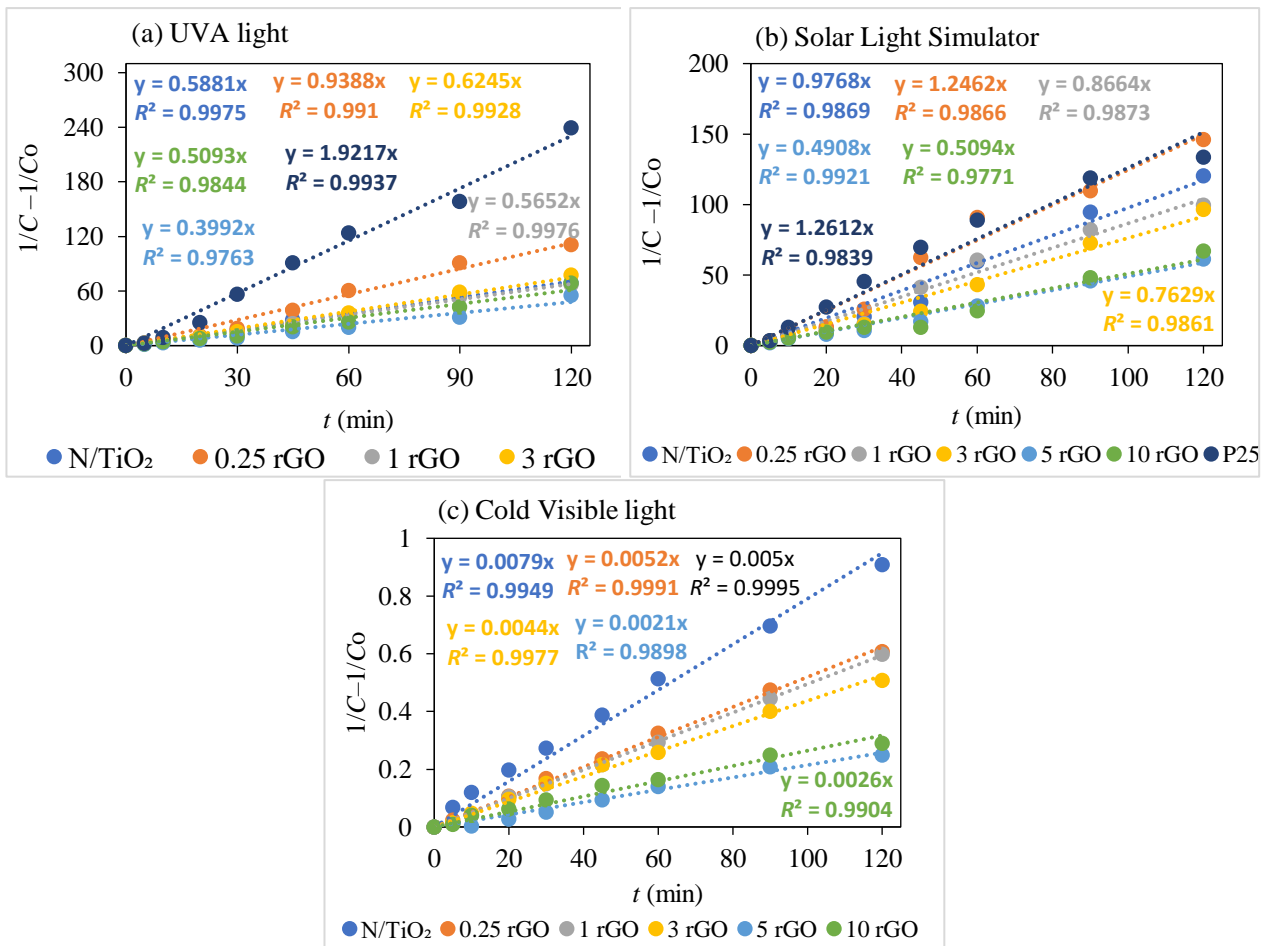 (a) UVA light
300
240
180
120
60
0
1/C −1/Co
y = 0.5881x
R² = 0.9975
y = 0.9388x
R² = 0.991
y = 0.6245x
R² = 0.9928
y = 0.5093x
R² = 0.9844
y = 1.9217x
R² = 0.9937
y = 0.5652x
R² = 0.9976
y = 0.3992x
R² = 0.9763
0 30 60 90 120
t (min)
N/TiO₂ 0.25 rGO 1 rGO 3 rGO
(b) Solar Light Simulator
200
150
100
50
0
1/C −1/Co
y = 0.9768x
R² = 0.9869
y = 1.2462x
R² = 0.9866
y = 0.8664x
R² = 0.9873
y = 0.4908x
R² = 0.9921
y = 0.5094x
R² = 0.9771
y = 1.2612x
R² = 0.9839
y = 0.7629x
R² = 0.9861
0 20 40 60 80 100 120
t (min)
N/TiO₂ 0.25 rGO 1 rGO 3 rGO 5 rGO 10 rGO P25
(c) Cold Visible light
1
0.8
0.6
0.4
0.2
0
1/C−1/Co
y = 0.0079x
R² = 0.9949
y = 0.0052x
R² = 0.9991
y = 0.005x
R² = 0.9995
y = 0.0044x
R² = 0.9977
y = 0.0021x
R² = 0.9898
y = 0.0026x
R² = 0.9904
0 20 40 60 80 100 120
t (min)
N/TiO₂ 0.25 rGO 1 rGO 3 rGO 5 rGO 10 rGO